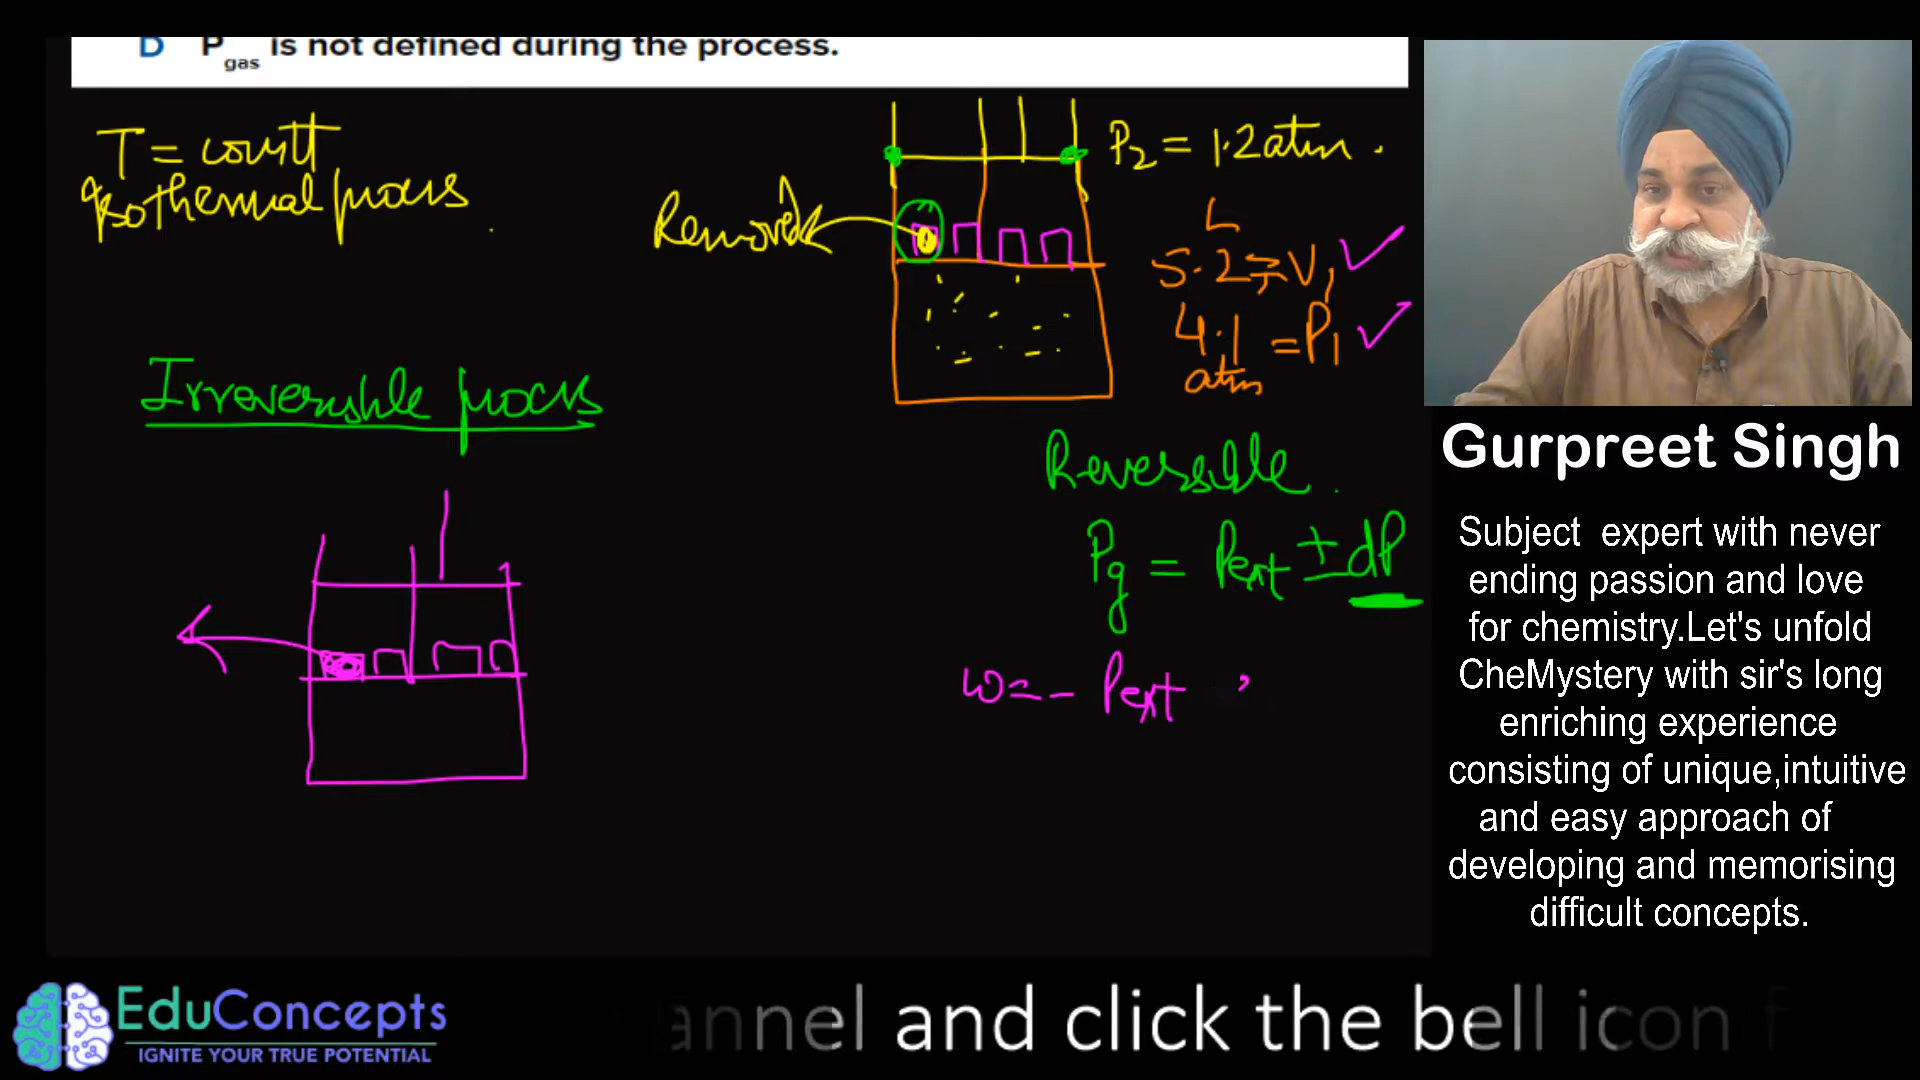 D P gas is not defined during the process.
T = constt
Isothermal process
Removed
P2 = 1.2 atm.
L
5.2 ⇒ V1 ✓
4.1 = P1 ✓
atm
Irreversible process
Reversible.
Pg = Pext ± dP
w = - Pext
Gurpreet Singh
Subject expert with never
ending passion and love
for chemistry.Let's unfold
CheMystery with sir's long
enriching experience
consisting of unique,intuitive
and easy approach of
developing and memorising
difficult concepts.
EduConcepts
IGNITE YOUR TRUE POTENTIAL
annel and click the bell icon f